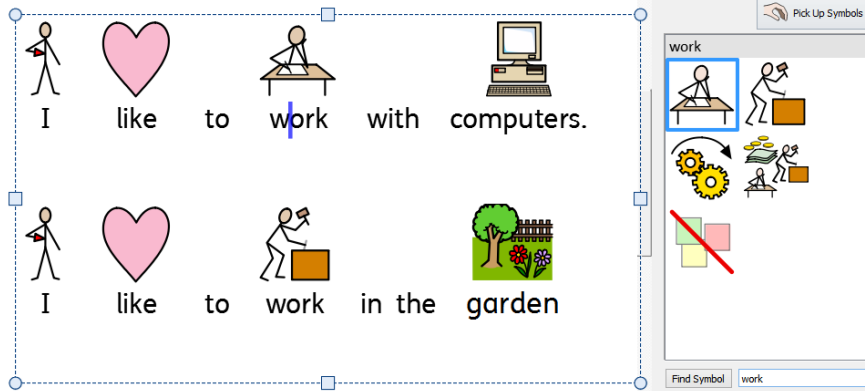 Pick Up Symbols
work
I like to work with computers.
I like to work in the garden
Find Symbol work